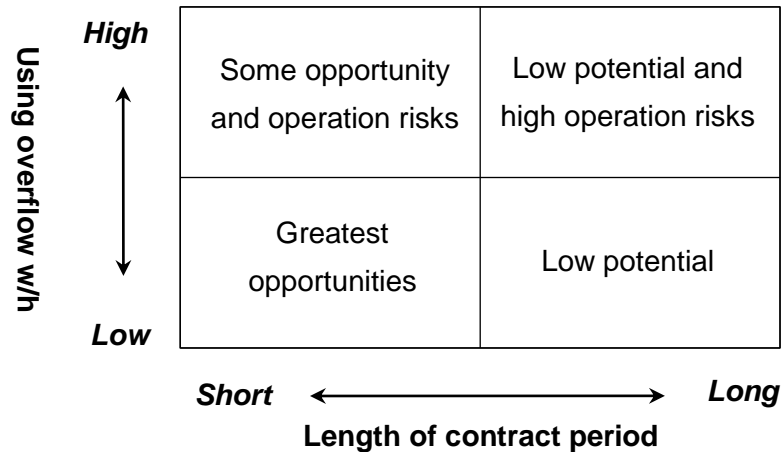 Using overflow w/h
High
Some opportunity
and operation risks
Low potential and
high operation risks
Greatest
opportunities
Low potential
Low
Short
Long
Length of contract period